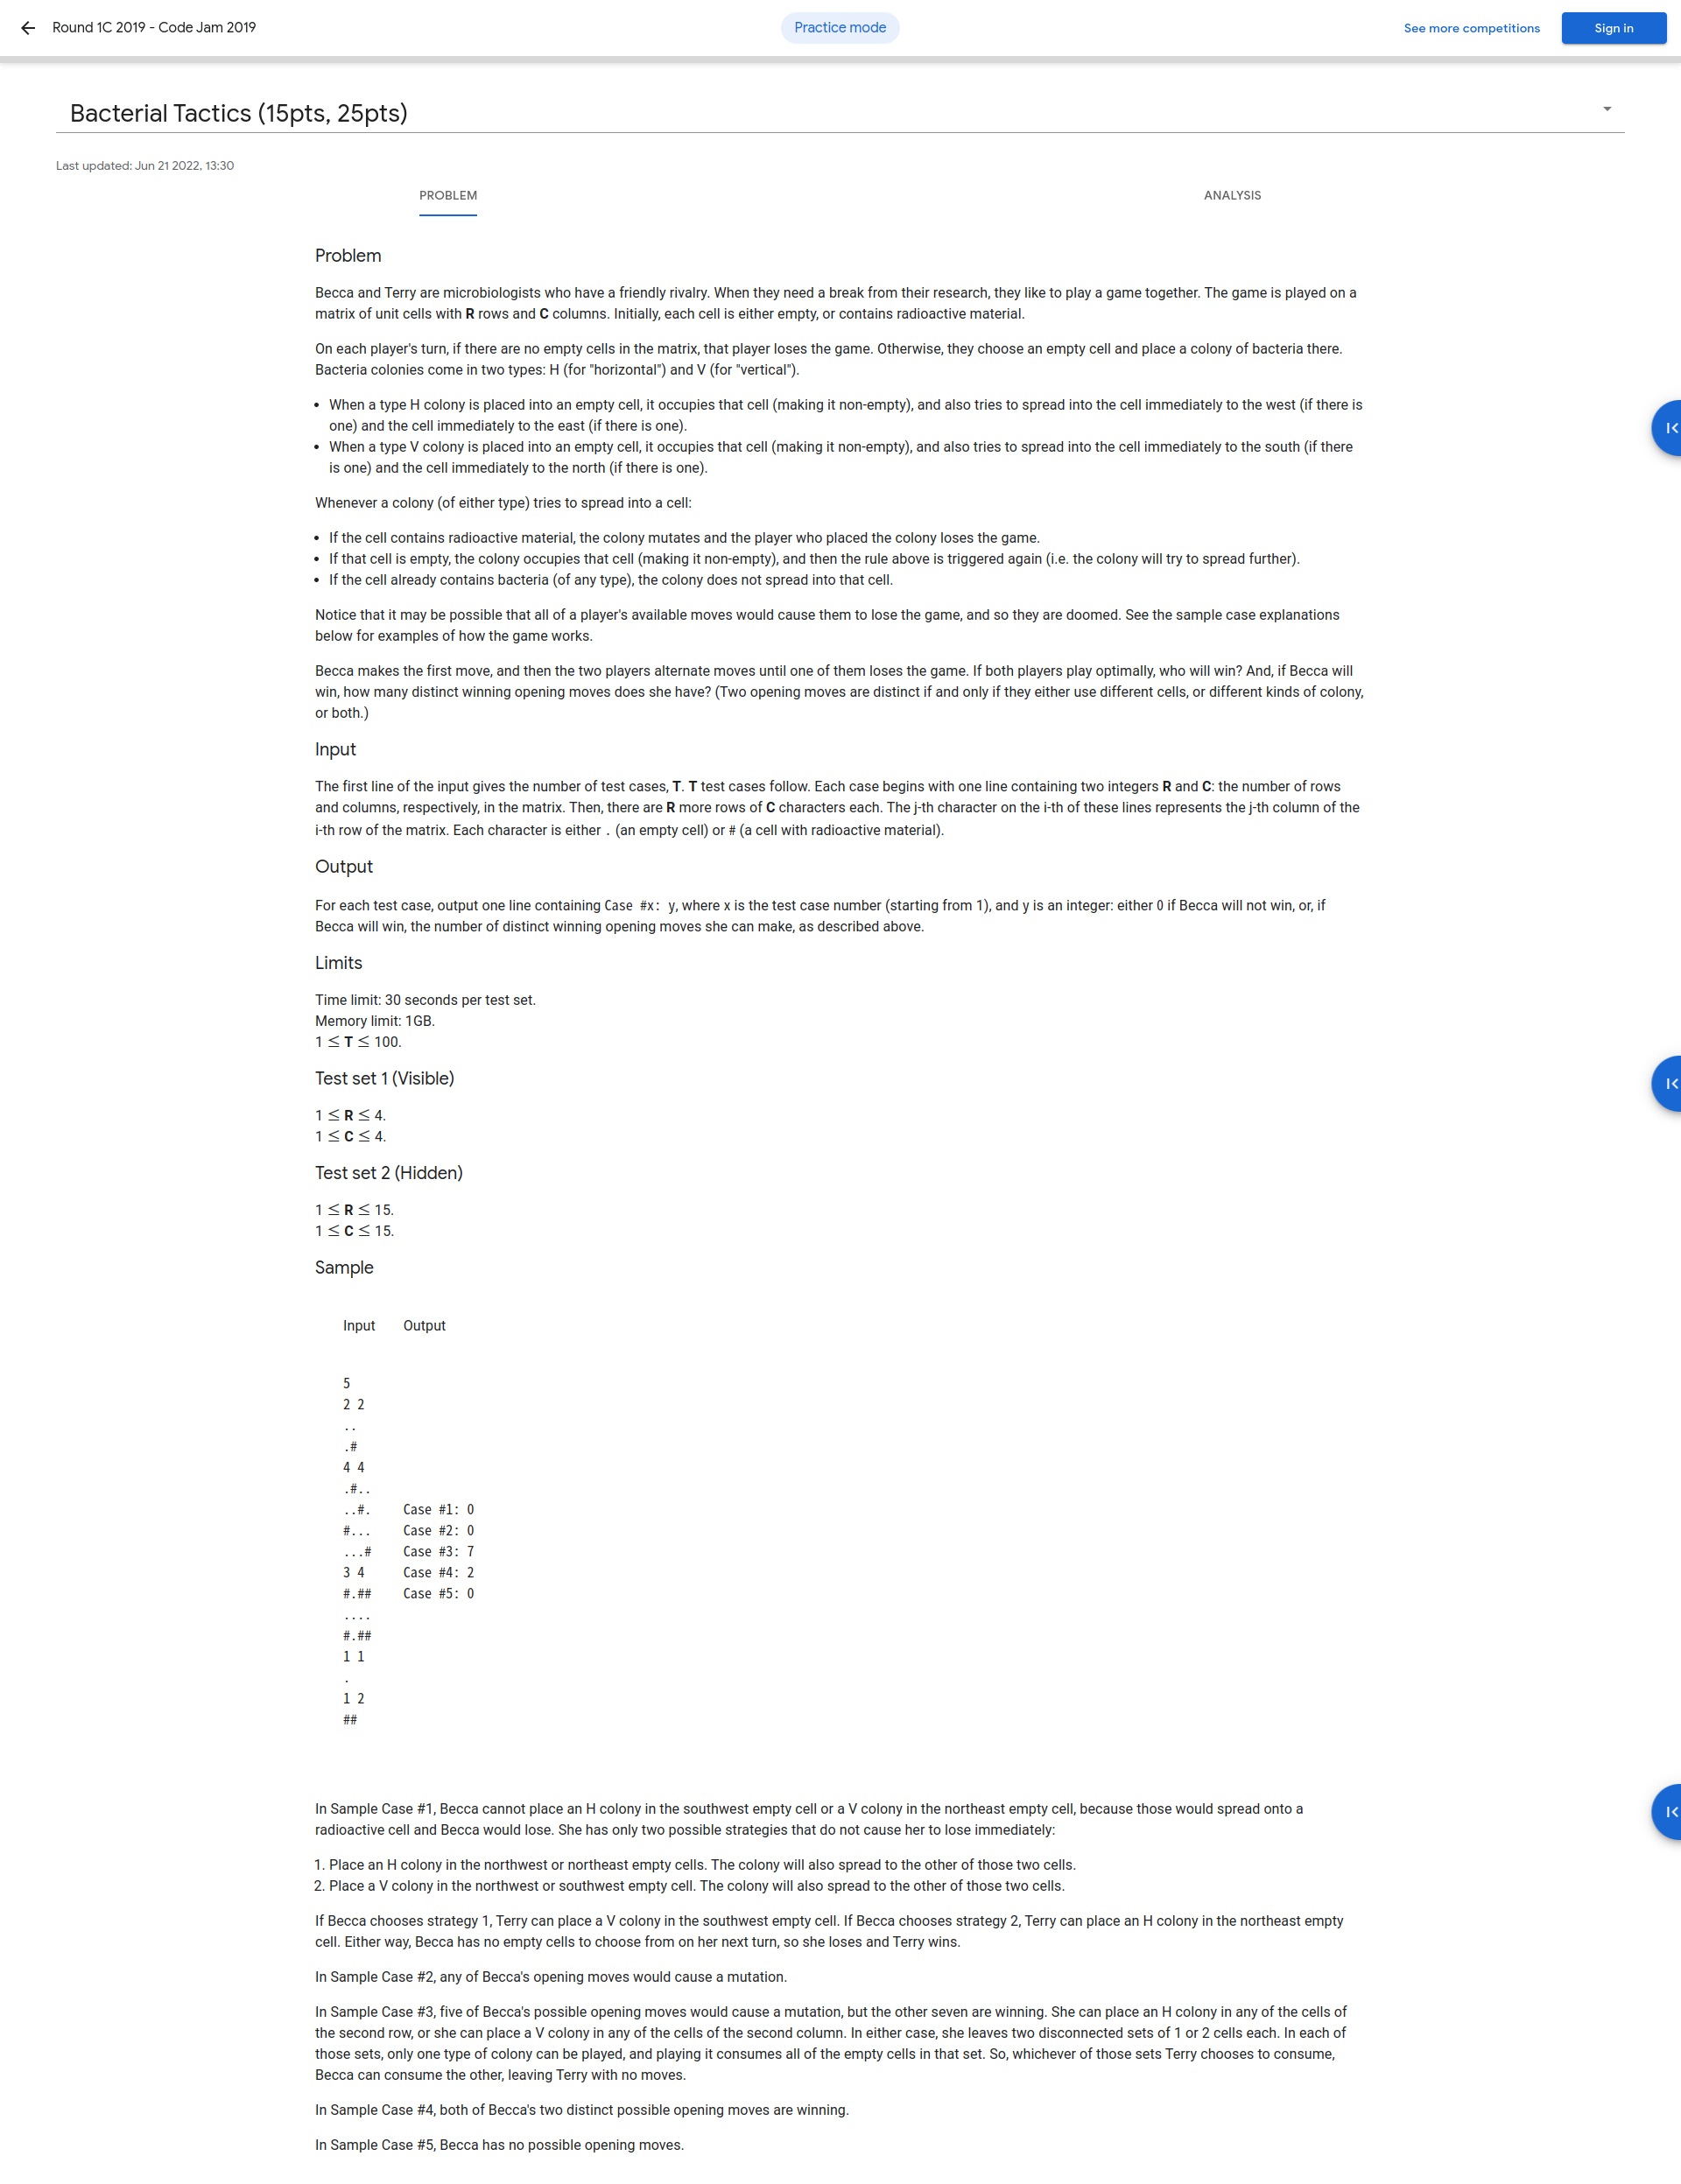 Round 1C 2019 - Code Jam 2019
Practice mode
See more competitions
Sign in
Bacterial Tactics (15pts, 25pts)
Last updated: Jun 21 2022, 13:30
PROBLEM
ANALYSIS
Problem
Becca and Terry are microbiologists who have a friendly rivalry. When they need a break from their research, they like to play a game together. The game is played on a
matrix of unit cells with R rows and C columns. Initially, each cell is either empty, or contains radioactive material.
On each player's turn, if there are no empty cells in the matrix, that player loses the game. Otherwise, they choose an empty cell and place a colony of bacteria there.
Bacteria colonies come in two types: H (for "horizontal") and V (for "vertical").
• When a type H colony is placed into an empty cell, it occupies that cell (making it non-empty), and also tries to spread into the cell immediately to the west (if there is
one) and the cell immediately to the east (if there is one).
• When a type V colony is placed into an empty cell, it occupies that cell (making it non-empty), and also tries to spread into the cell immediately to the south (if there
is one) and the cell immediately to the north (if there is one).
Whenever a colony (of either type) tries to spread into a cell:
• If the cell contains radioactive material, the colony mutates and the player who placed the colony loses the game.
• If that cell is empty, the colony occupies that cell (making it non-empty), and then the rule above is triggered again (i.e. the colony will try to spread further).
• If the cell already contains bacteria (of any type), the colony does not spread into that cell.
Notice that it may be possible that all of a player's available moves would cause them to lose the game, and so they are doomed. See the sample case explanations
below for examples of how the game works.
Becca makes the first move, and then the two players alternate moves until one of them loses the game. If both players play optimally, who will win? And, if Becca will
win, how many distinct winning opening moves does she have? (Two opening moves are distinct if and only if they either use different cells, or different kinds of colony,
or both.)
Input
The first line of the input gives the number of test cases, T. T test cases follow. Each case begins with one line containing two integers R and C: the number of rows
and columns, respectively, in the matrix. Then, there are R more rows of C characters each. The j-th character on the i-th of these lines represents the j-th column of the
i-th row of the matrix. Each character is either . (an empty cell) or # (a cell with radioactive material).
Output
For each test case, output one line containing Case #x: y, where x is the test case number (starting from 1), and y is an integer: either 0 if Becca will not win, or, if
Becca will win, the number of distinct winning opening moves she can make, as described above.
Limits
Time limit: 30 seconds per test set.
Memory limit: 1GB.
1 ≤ T ≤ 100.
Test set 1 (Visible)
1 ≤ R ≤ 4.
1 ≤ C ≤ 4.
Test set 2 (Hidden)
1 ≤ R ≤ 15.
1 ≤ C ≤ 15.
Sample
Input
Output
5
2 2
..
.#
4 4
.#..
..#.
#...
...#
3 4
#.##
....
#.##
1 1
.
1 2
##
Case #1: 0
Case #2: 0
Case #3: 7
Case #4: 2
Case #5: 0
In Sample Case #1, Becca cannot place an H colony in the southwest empty cell or a V colony in the northeast empty cell, because those would spread onto a
radioactive cell and Becca would lose. She has only two possible strategies that do not cause her to lose immediately:
1. Place an H colony in the northwest or northeast empty cells. The colony will also spread to the other of those two cells.
2. Place a V colony in the northwest or southwest empty cell. The colony will also spread to the other of those two cells.
If Becca chooses strategy 1, Terry can place a V colony in the southwest empty cell. If Becca chooses strategy 2, Terry can place an H colony in the northeast empty
cell. Either way, Becca has no empty cells to choose from on her next turn, so she loses and Terry wins.
In Sample Case #2, any of Becca's opening moves would cause a mutation.
In Sample Case #3, five of Becca's possible opening moves would cause a mutation, but the other seven are winning. She can place an H colony in any of the cells of
the second row, or she can place a V colony in any of the cells of the second column. In either case, she leaves two disconnected sets of 1 or 2 cells each. In each of
those sets, only one type of colony can be played, and playing it consumes all of the empty cells in that set. So, whichever of those sets Terry chooses to consume,
Becca can consume the other, leaving Terry with no moves.
In Sample Case #4, both of Becca's two distinct possible opening moves are winning.
In Sample Case #5, Becca has no possible opening moves.